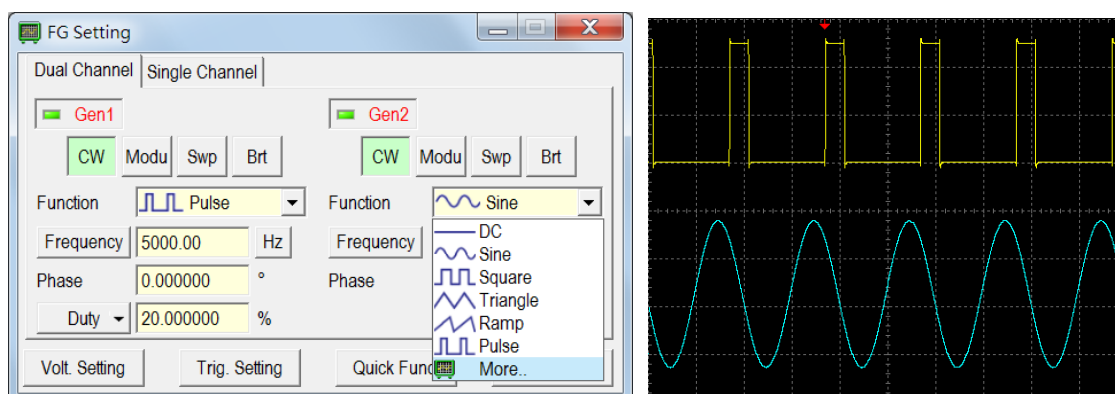 FG Setting
Dual Channel Single Channel
Gen1 Gen2
CW Modu Swp Brt CW Modu Swp Brt
Function Pulse Function Sine
DC
Frequency 5000.00 Hz Frequency
Sine
Square
Phase 0.000000 ° Phase
Triangle
Ramp
Duty 20.000000 %
Pulse
Volt. Setting Trig. Setting Quick Func
More..